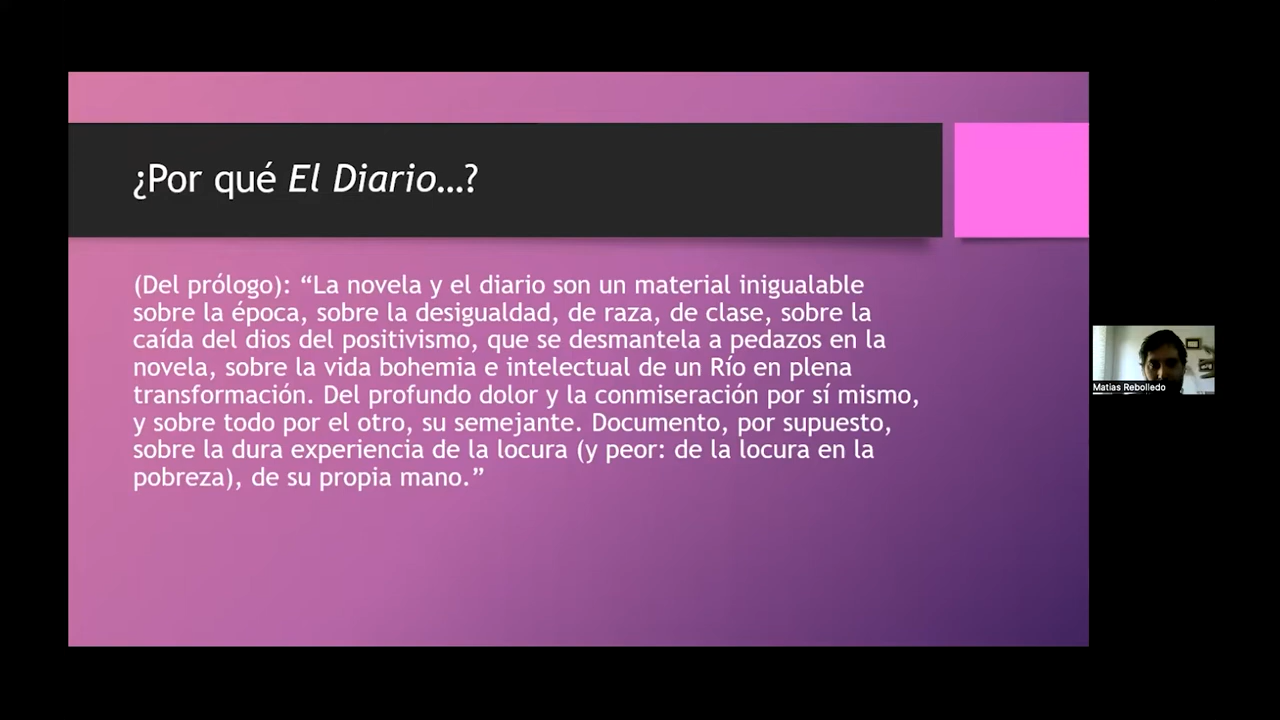 ¿Por qué El Diario…?
(Del prólogo): “La novela y el diario son un material inigualable
sobre la época, sobre la desigualdad, de raza, de clase, sobre la
caída del dios del positivismo, que se desmantela a pedazos en la
novela, sobre la vida bohemia e intelectual de un Río en plena
transformación. Del profundo dolor y la conmiseración por sí mismo,
y sobre todo por el otro, su semejante. Documento, por supuesto,
sobre la dura experiencia de la locura (y peor: de la locura en la
pobreza), de su propia mano.”
Matias Rebolledo